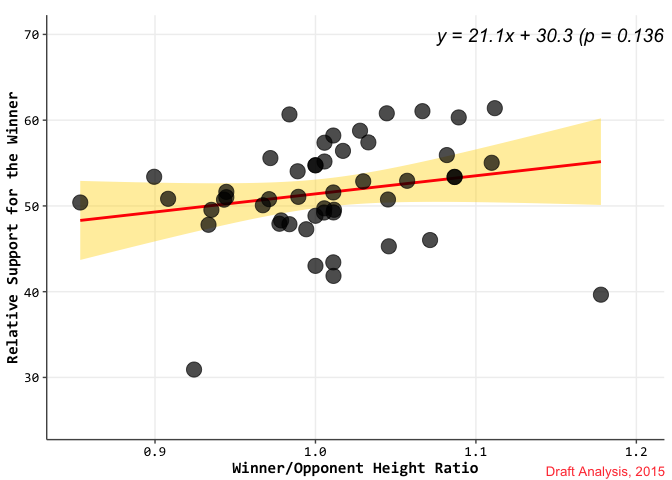 y = 21.1x + 30.3 (p = 0.136
70
60
50
40
30
Relative Support for the Winner
0.9 1.0 1.1 1.2
Winner/Opponent Height Ratio
Draft Analysis, 2015